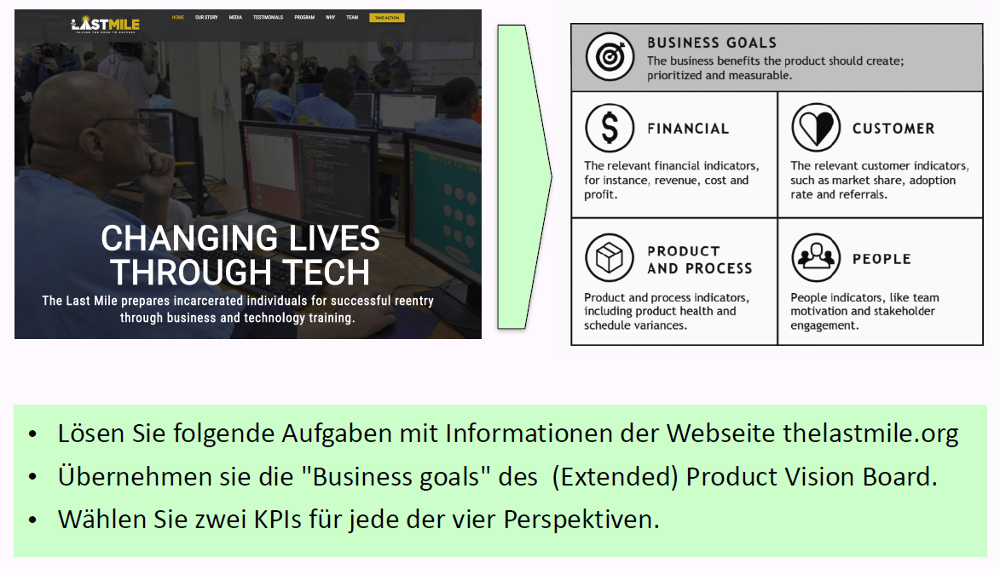 THE LASTMILE
PAVING THE ROAD TO SUCCESS
HOME OUR STORY MEDIA TESTIMONIALS PROGRAM WHY TEAM TAKE ACTION
CHANGING LIVES
THROUGH TECH
The Last Mile prepares incarcerated individuals for successful reentry
through business and technology training.
BUSINESS GOALS
The business benefits the product should create;
prioritized and measurable.
FINANCIAL
The relevant financial indicators,
for instance, revenue, cost and
profit.
CUSTOMER
The relevant customer indicators,
such as market share, adoption
rate and referrals.
PRODUCT
AND PROCESS
Product and process indicators,
including product health and
schedule variances.
PEOPLE
People indicators, like team
motivation and stakeholder
engagement.
• Lösen Sie folgende Aufgaben mit Informationen der Webseite thelastmile.org
• Übernehmen sie die "Business goals" des (Extended) Product Vision Board.
• Wählen Sie zwei KPIs für jede der vier Perspektiven.